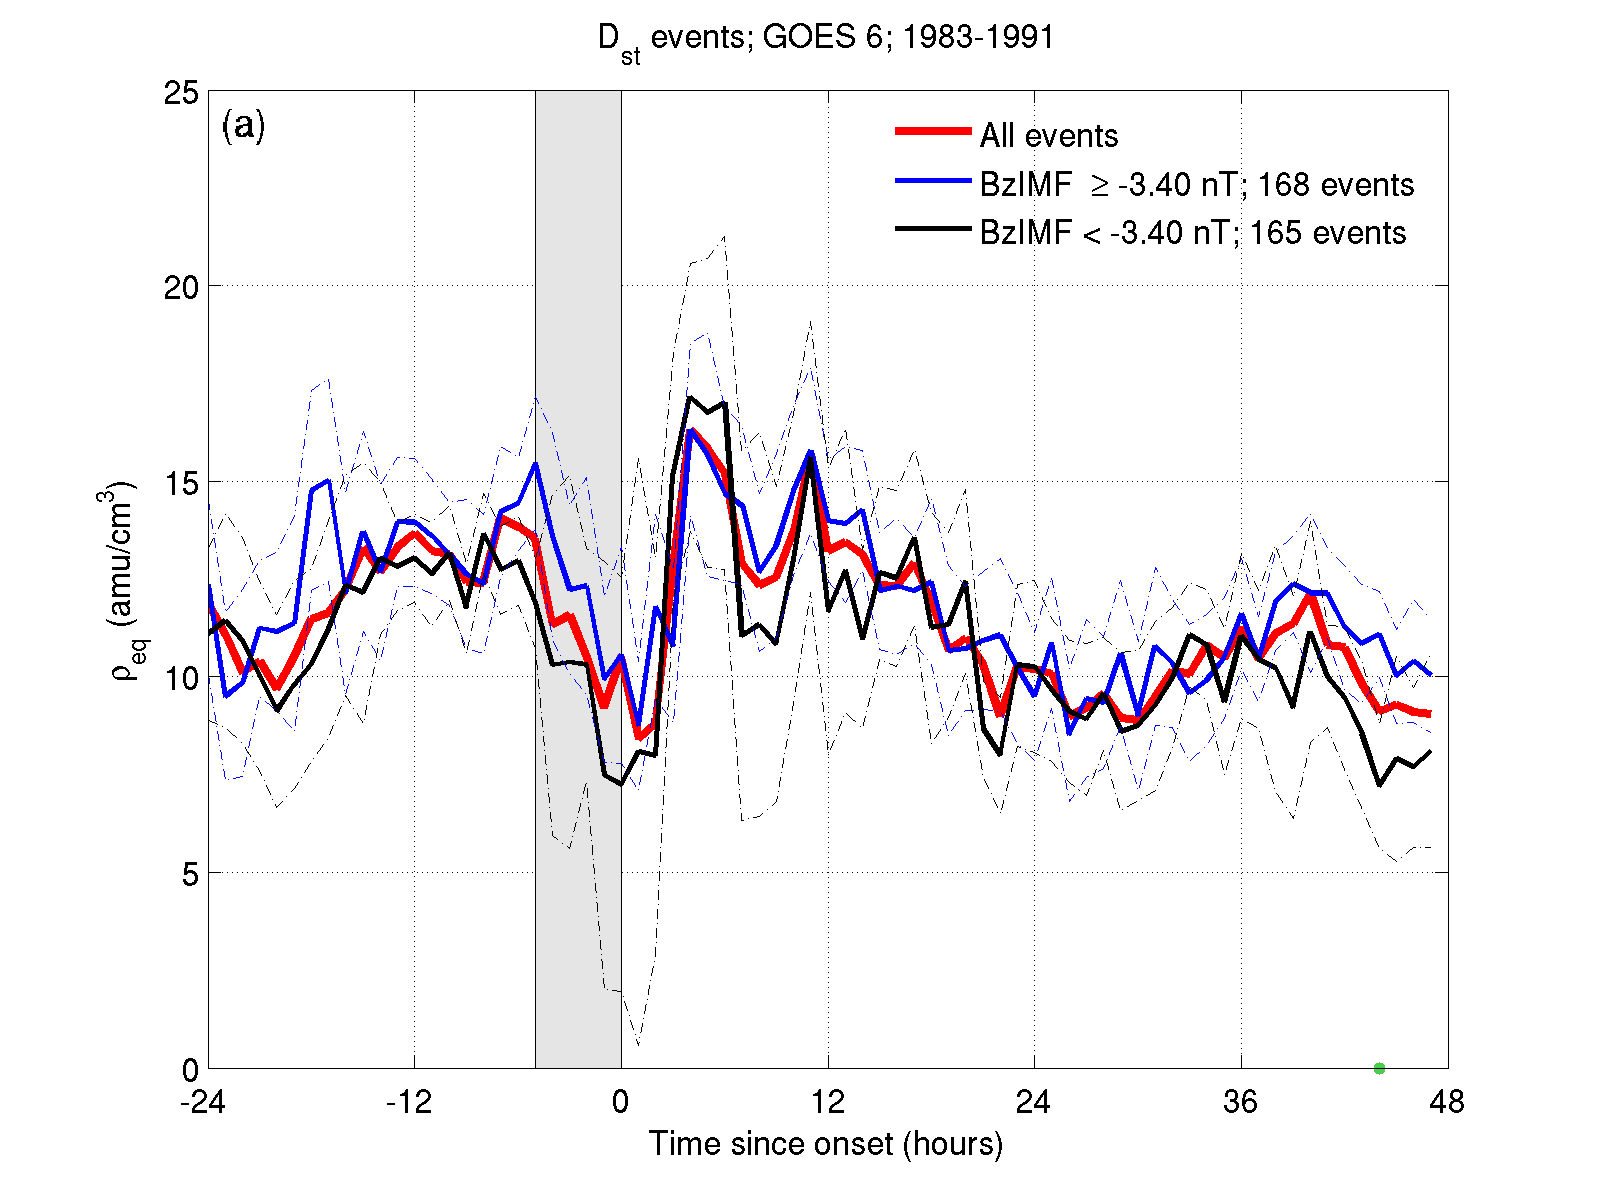 D_st events; GOES 6; 1983-1991
(a)
All events
BzIMF ≥ -3.40 nT; 168 events
BzIMF < -3.40 nT; 165 events
25
20
15
10
5
0
ρ_eq (amu/cm³)
-24 -12 0 12 24 36 48
Time since onset (hours)